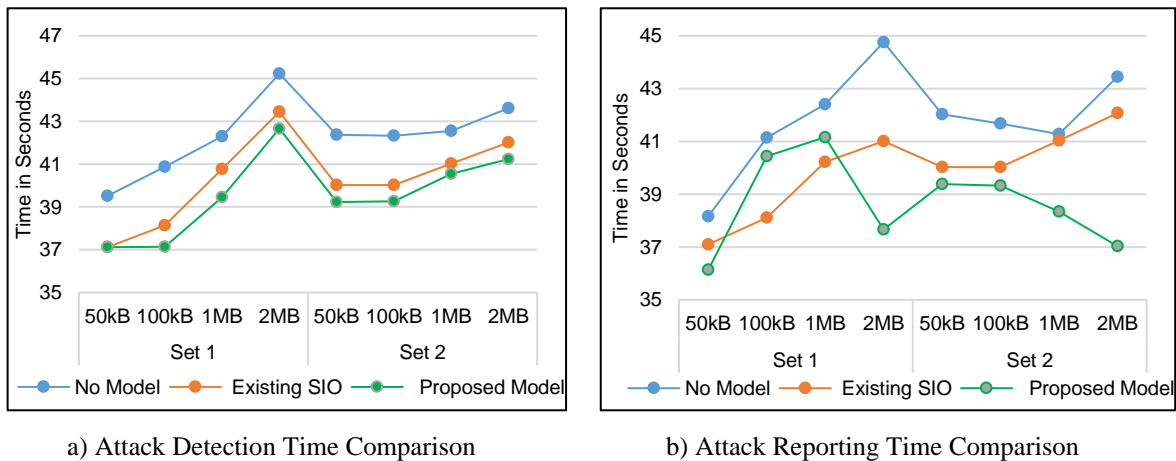 47
45
43
41
39
37
35
Time in Seconds
50kB 100kB 1MB 2MB 50kB 100kB 1MB 2MB
Set 1 Set 2
No Model Existing SIO Proposed Model
a) Attack Detection Time Comparison
45
43
41
39
37
35
Time in Seconds
50kB 100kB 1MB 2MB 50kB 100kB 1MB 2MB
Set 1 Set 2
No Model Existing SIO Proposed Model
b) Attack Reporting Time Comparison